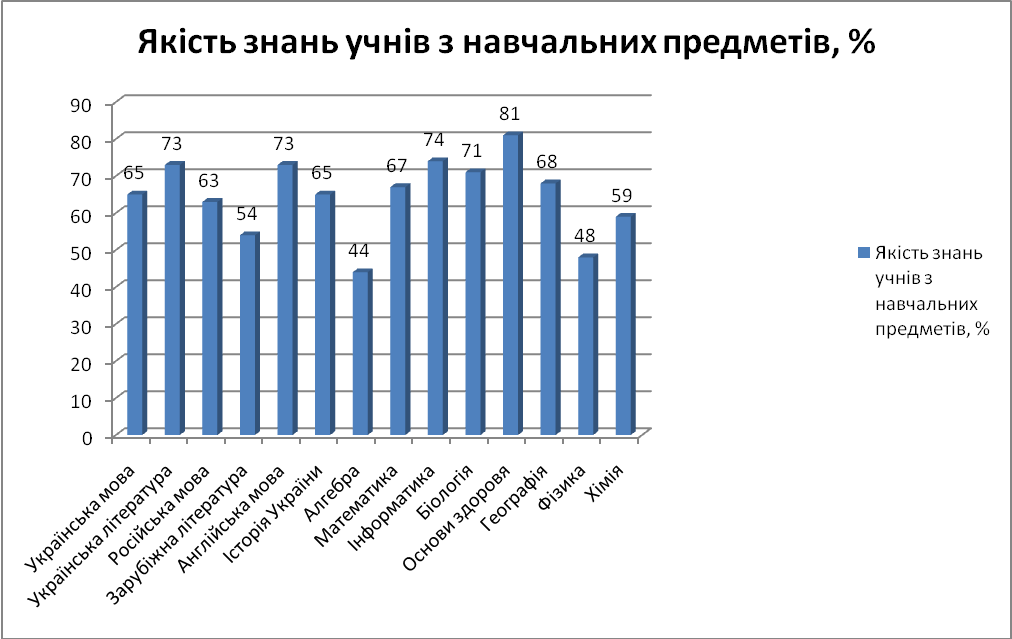 Якість знань учнів з навчальних предметів, %
90
80
70
60
50
40
30
20
10
0
65
73
63
54
73
65
44
67
74
71
81
68
48
59
Українська мова
Українська література
Російська мова
Зарубіжна література
Англійська мова
Історія України
Алгебра
Математика
Інформатика
Біологія
Основи здоровя
Географія
Фізика
Хімія
Якість знань
учнів з
навчальних
предметів, %